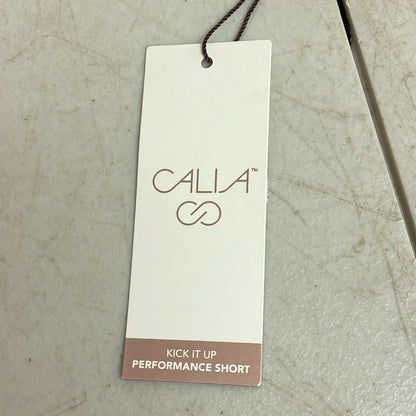 CALIA™
KICK IT UP
PERFORMANCE SHORT